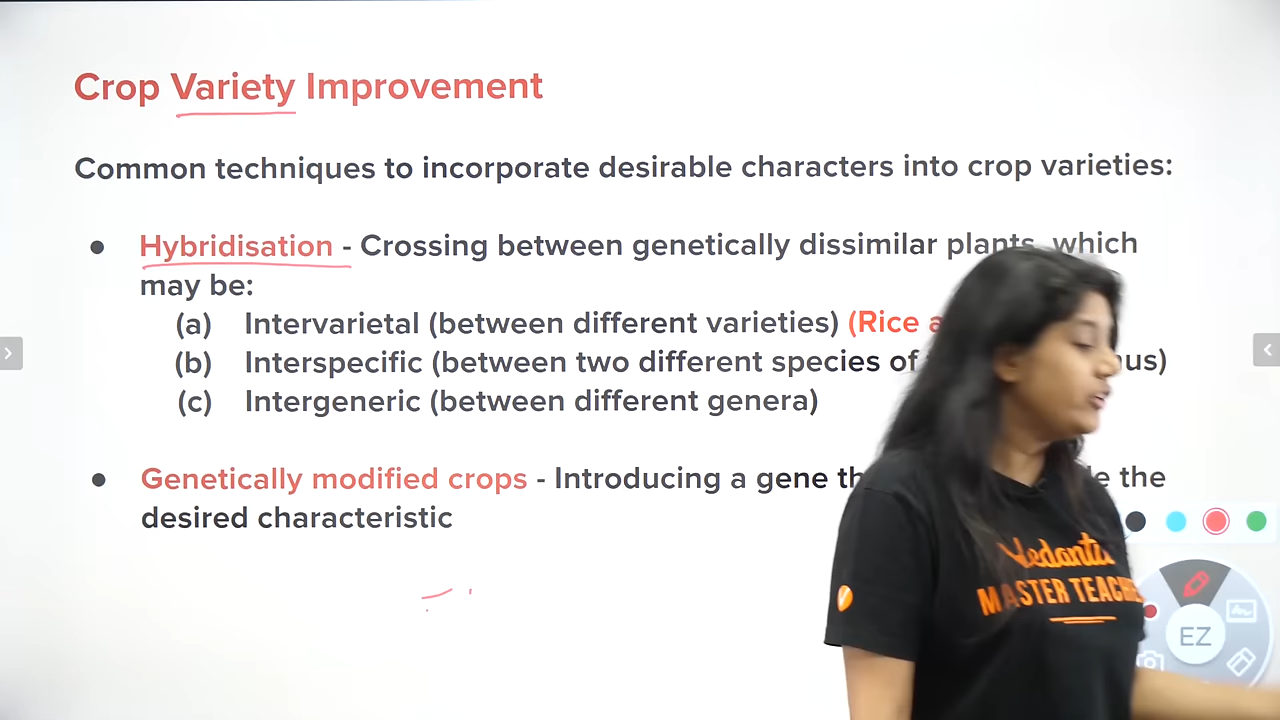 Crop Variety Improvement
Common techniques to incorporate desirable characters into crop varieties:
● Hybridisation - Crossing between genetically dissimilar plants, which
may be:
(a) Intervarietal (between different varieties) (Rice
(b) Interspecific (between two different species of
(c) Intergeneric (between different genera)
● Genetically modified crops - Introducing a gene the
desired characteristic
Vedantu
MASTER TEACHER
EZ